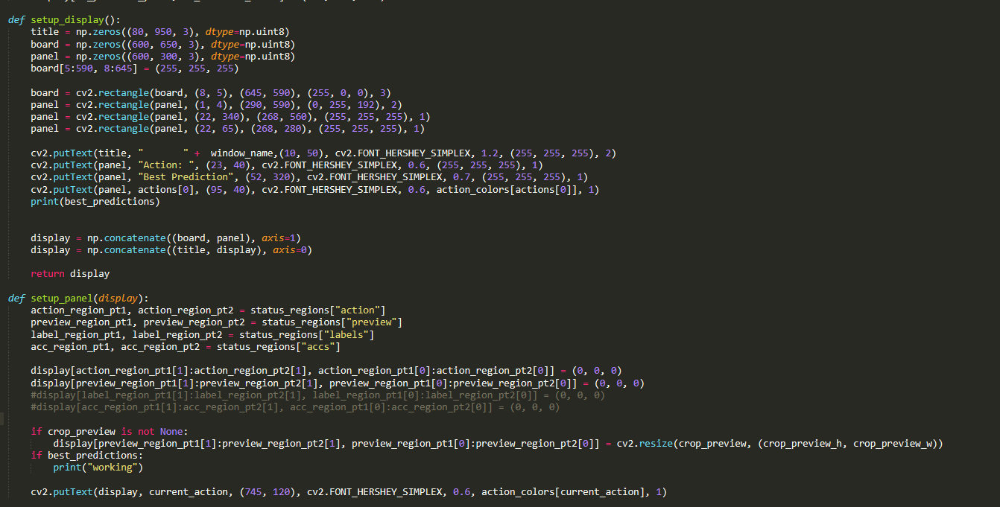 def setup_display():
    title = np.zeros((80, 950, 3), dtype=np.uint8)
    board = np.zeros((600, 650, 3), dtype=np.uint8)
    panel = np.zeros((600, 300, 3), dtype=np.uint8)
    board[5:590, 8:645] = (255, 255, 255)

    board = cv2.rectangle(board, (8, 5), (645, 590), (255, 0, 0), 3)
    panel = cv2.rectangle(panel, (1, 4), (290, 590), (0, 255, 192), 2)
    panel = cv2.rectangle(panel, (22, 340), (268, 560), (255, 255, 255), 1)
    panel = cv2.rectangle(panel, (22, 65), (268, 280), (255, 255, 255), 1)

    cv2.putText(title, "       " +  window_name,(10, 50), cv2.FONT_HERSHEY_SIMPLEX, 1.2, (255, 255, 255), 2)
    cv2.putText(panel, "Action: ", (23, 40), cv2.FONT_HERSHEY_SIMPLEX, 0.6, (255, 255, 255), 1)
    cv2.putText(panel, "Best Prediction", (52, 320), cv2.FONT_HERSHEY_SIMPLEX, 0.7, (255, 255, 255), 1)
    cv2.putText(panel, actions[0], (95, 40), cv2.FONT_HERSHEY_SIMPLEX, 0.6, action_colors[actions[0]], 1)
    print(best_predictions)

    display = np.concatenate((board, panel), axis=1)
    display = np.concatenate((title, display), axis=0)

    return display

def setup_panel(display):
    action_region_pt1, action_region_pt2 = status_regions["action"]
    preview_region_pt1, preview_region_pt2 = status_regions["preview"]
    label_region_pt1, label_region_pt2 = status_regions["labels"]
    acc_region_pt1, acc_region_pt2 = status_regions["accs"]

    display[action_region_pt1[1]:action_region_pt2[1], action_region_pt1[0]:action_region_pt2[0]] = (0, 0, 0)
    display[preview_region_pt1[1]:preview_region_pt2[1], preview_region_pt1[0]:preview_region_pt2[0]] = (0, 0, 0)
    #display[label_region_pt1[1]:label_region_pt2[1], label_region_pt1[0]:label_region_pt2[0]] = (0, 0, 0)
    #display[acc_region_pt1[1]:acc_region_pt2[1], acc_region_pt1[0]:acc_region_pt2[0]] = (0, 0, 0)

    if crop_preview is not None:
        display[preview_region_pt1[1]:preview_region_pt2[1], preview_region_pt1[0]:preview_region_pt2[0]] = cv2.resize(crop_preview, (crop_preview_h, crop_preview_w))
    if best_predictions:
        print("working")

    cv2.putText(display, current_action, (745, 120), cv2.FONT_HERSHEY_SIMPLEX, 0.6, action_colors[current_action], 1)